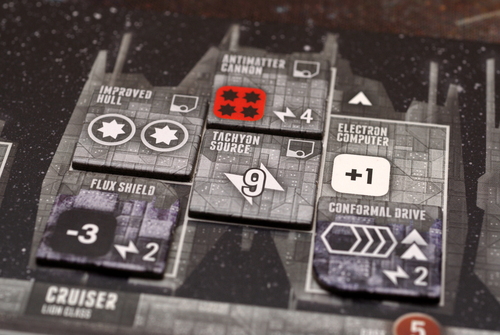 ANTIMATTER
CANNON
4
IMPROVED
HULL
TACHYON
SOURCE
9
ELECTRON
COMPUTER
+1
FLUX SHIELD
-3
2
CONFORMAL DRIVE
2
CRUISER
LION CLASS
5